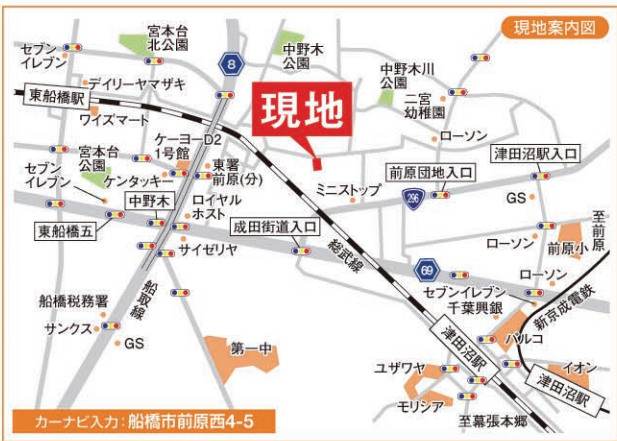 現地案内図
宮本台
北公園
セブン
イレブン
8
中野木
公園
デイリーヤマザキ
中野木川
公園
東船橋駅
現地
二宮
幼稚園
ワイズマート
ローソン
ケーヨーD2
1号館
宮本台
公園
東署
前原(分)
津田沼駅入口
セブン
イレブン
ケンタッキー
ミニストップ
296
前原団地入口
GS
中野木
ロイヤル
ホスト
成田街道入口
至前原
東船橋五
ローソン
前原小
サイゼリヤ
総武線
69
ローソン
船取線
セブンイレブン
千葉興銀
新京成電鉄
船橋税務署
サンクス
パルコ
GS
第一中
津田沼駅
ユザワヤ
イオン
津田沼駅
モリシア
至幕張本郷
カーナビ入力:船橋市前原西4-5